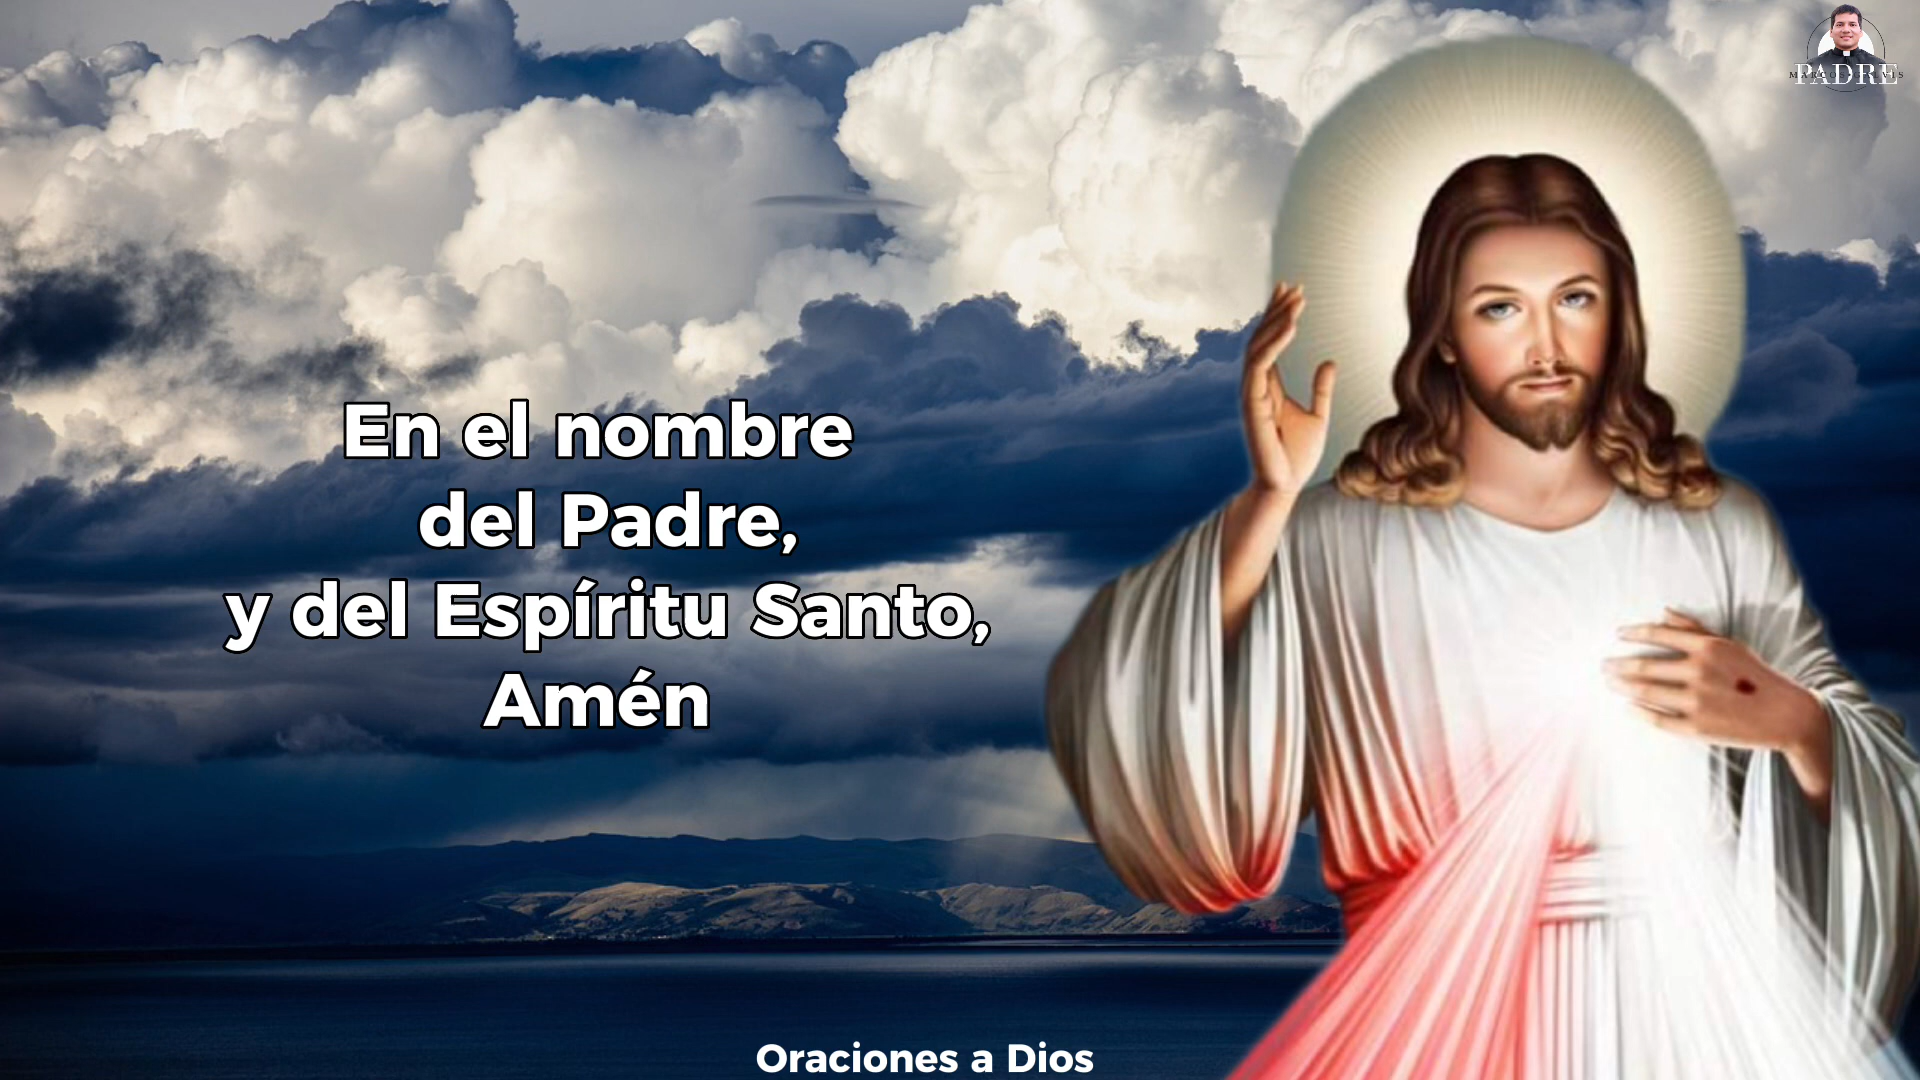 PADRE
En el nombre
del Padre,
y del Espíritu Santo,
Amén
Oraciones a Dios